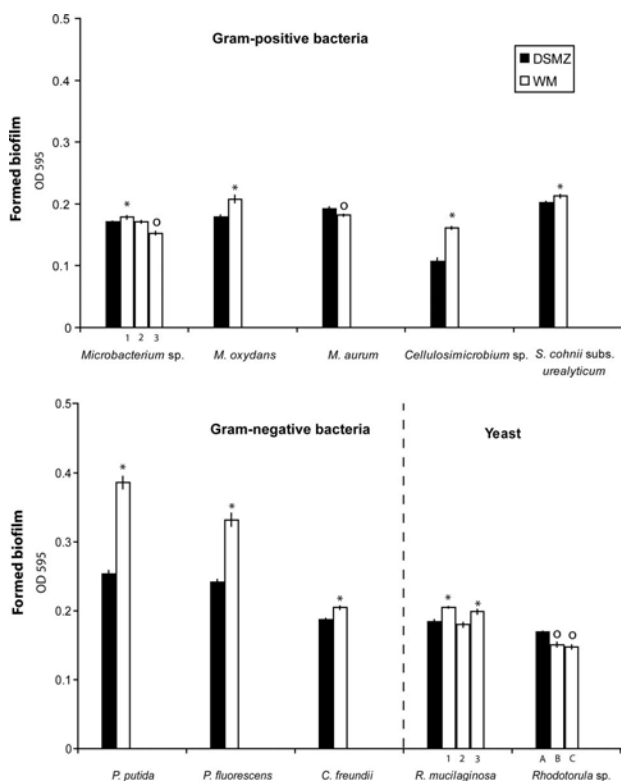 0.5
Gram-positive bacteria
DSMZ
WM
0.4
0.3
Formed biofilm
OD 595
0.2
0.1
0
* o * o * *
1 2 3
Microbacterium sp. M. oxydans M. aurum Cellulosimicrobium sp. S. cohnii subs.
urealyticum
0.5
Gram-negative bacteria Yeast
0.4
0.3
Formed biofilm
OD 595
0.2
0.1
0
* * * * * o o
1 2 3 A B C
P. putida P. fluorescens C. freundii R. mucilaginosa Rhodotorula sp.